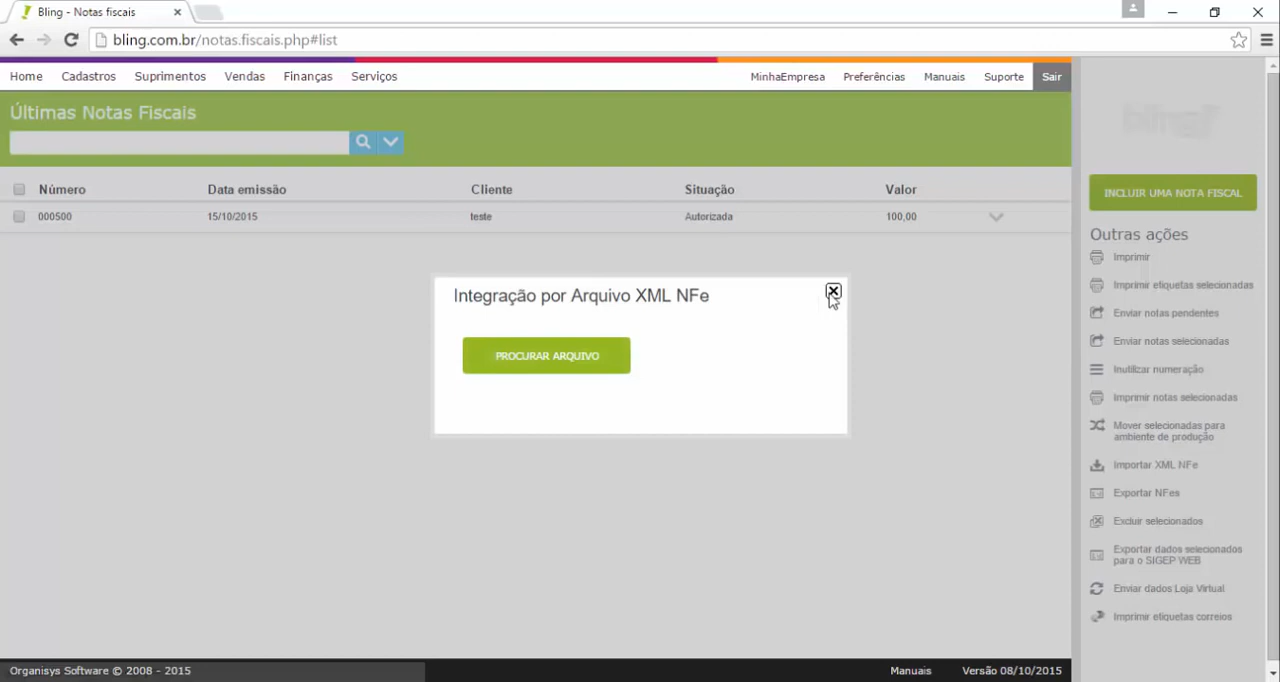 Bling - Notas fiscais
bling.com.br/notas.fiscais.php#list
Home Cadastros Suprimentos Vendas Finanças Serviços MinhaEmpresa Preferências Manuais Suporte Sair
Últimas Notas Fiscais
Número Data emissão Cliente Situação Valor
000500 15/10/2015 teste Autorizada 100,00
Integração por Arquivo XML NFe
PROCURAR ARQUIVO
bling!
INCLUIR UMA NOTA FISCAL
Outras ações
Imprimir
Imprimir etiquetas selecionadas
Enviar notas pendentes
Enviar notas selecionadas
Inutilizar numeração
Imprimir notas selecionadas
Mover selecionadas para
ambiente de produção
Importar XML NFe
Exportar NFes
Excluir selecionados
Exportar dados selecionados
para o SIGEP WEB
Enviar dados Loja Virtual
Imprimir etiquetas correios
Organisys Software © 2008 - 2015 Manuais Versão 08/10/2015